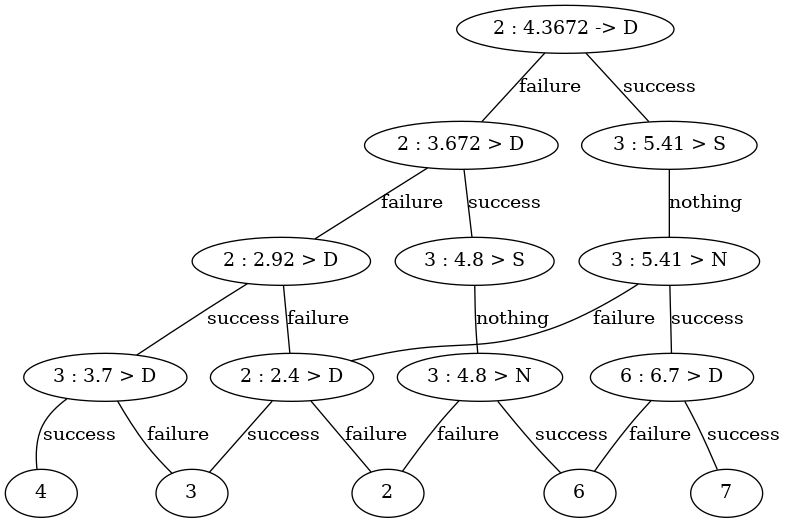 2 : 4.3672 -> D
failure
success
2 : 3.672 > D
3 : 5.41 > S
failure
success
nothing
2 : 2.92 > D
3 : 4.8 > S
3 : 5.41 > N
success
failure
nothing
failure
success
3 : 3.7 > D
2 : 2.4 > D
3 : 4.8 > N
6 : 6.7 > D
success
failure
success
failure
failure
success
failure
success
4
3
2
6
7